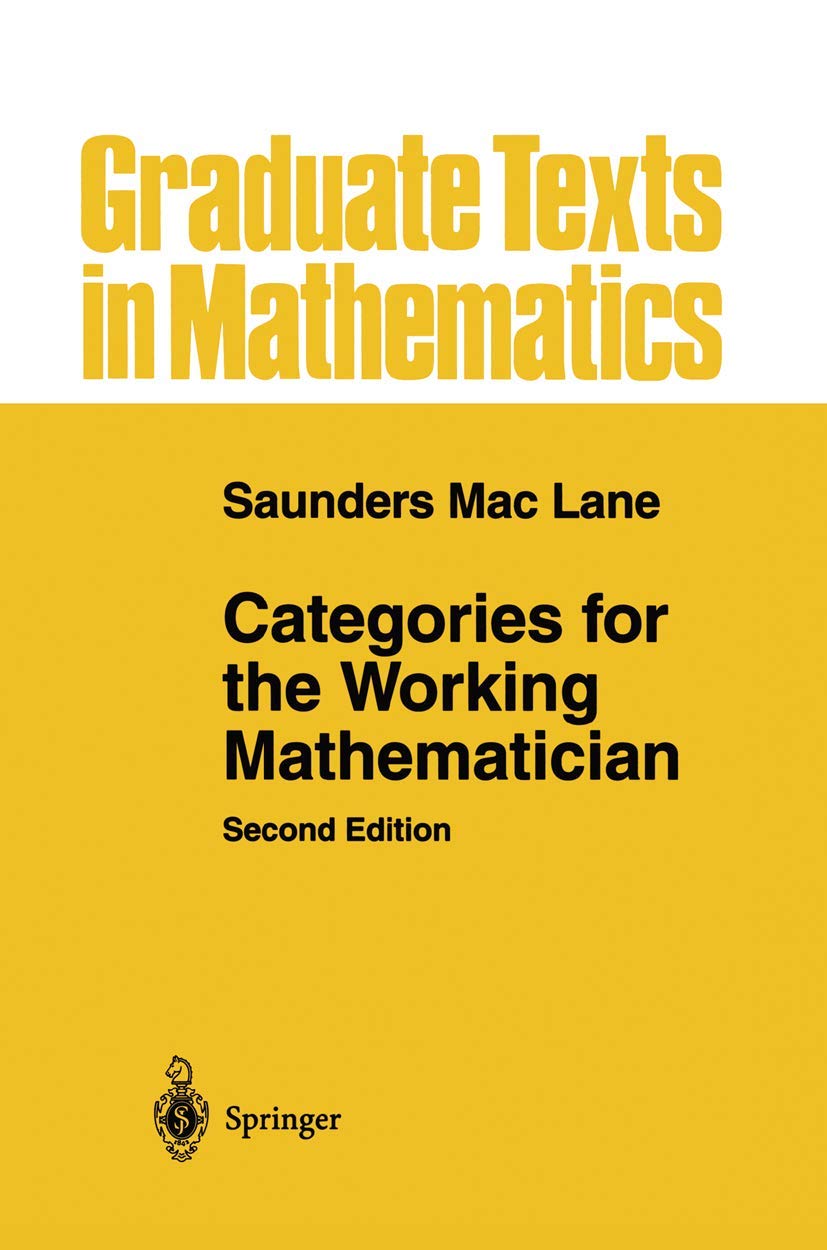 Graduate Texts
in Mathematics
Saunders Mac Lane
Categories for
the Working
Mathematician
Second Edition
Springer